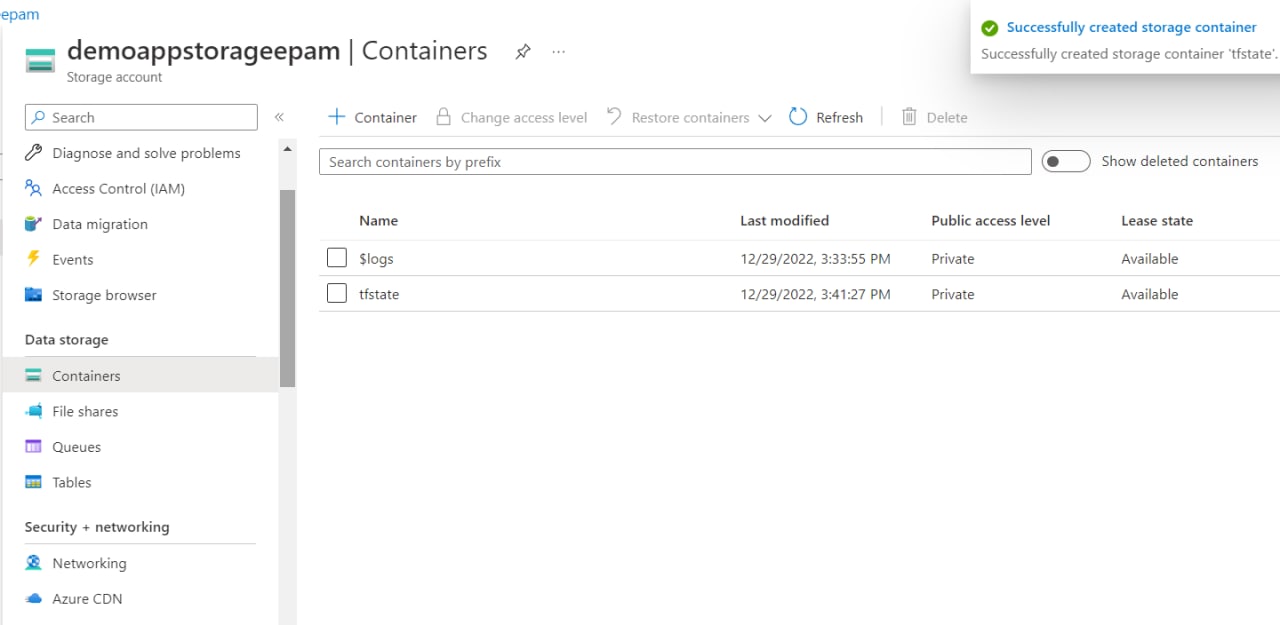 epam
demoappstorageepam | Containers
Storage account
Successfully created storage container
Successfully created storage container 'tfstate'.
Search
«
Container
Change access level
Restore containers
Refresh
Delete
Search containers by prefix
Show deleted containers
Diagnose and solve problems
Access Control (IAM)
Data migration
Events
Storage browser
Data storage
Containers
File shares
Queues
Tables
Security + networking
Networking
Azure CDN
Name Last modified Public access level Lease state
$logs 12/29/2022, 3:33:55 PM Private Available
tfstate 12/29/2022, 3:41:27 PM Private Available